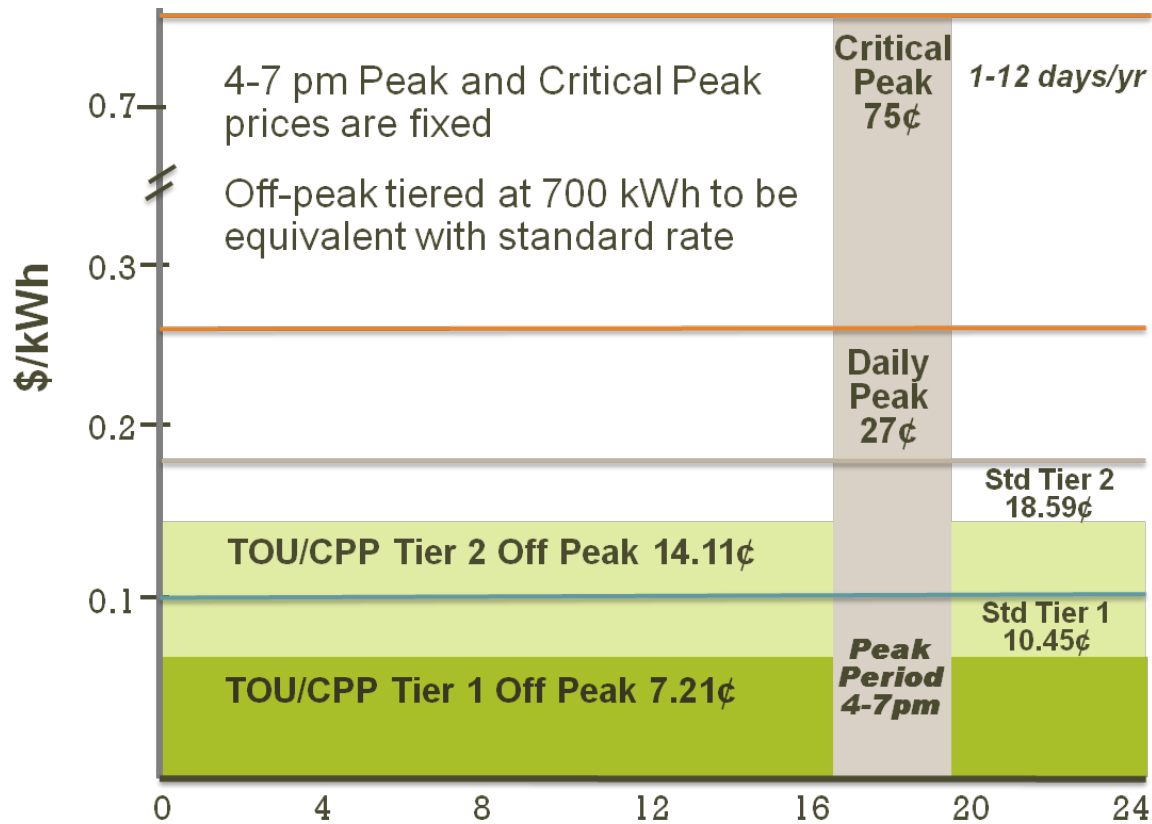 $/kWh
0.7
0.3
0.2
0.1
4-7 pm Peak and Critical Peak
prices are fixed
Off-peak tiered at 700 kWh to be
equivalent with standard rate
Critical
Peak
75¢
1-12 days/yr
Daily
Peak
27¢
Std Tier 2
18.59¢
TOU/CPP Tier 2 Off Peak 14.11¢
Std Tier 1
10.45¢
TOU/CPP Tier 1 Off Peak 7.21¢
Peak
Period
4-7pm
0 4 8 12 16 20 24